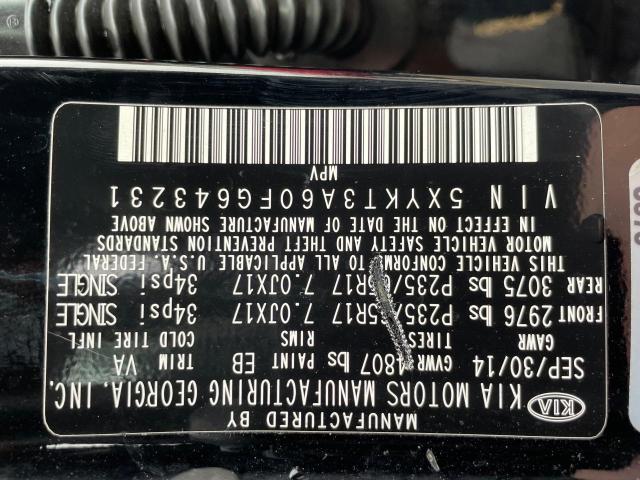 MANUFACTURED BY
KIA KIA MOTORS MANUFACTURING GEORGIA, INC.
SEP/30/14 GVWR 4807 lbs PAINT EB TRIM VA
GAWR TIRES RIMS COLD TIRE INFL
FRONT 2976 lbs P235/65R17 7.0JX17 34psi SINGLE
REAR 3075 lbs P235/65R17 7.0JX17 34psi SINGLE
THIS VEHICLE CONFORMS TO ALL APPLICABLE U.S.A. FEDERAL
MOTOR VEHICLE SAFETY AND THEFT PREVENTION STANDARDS
IN EFFECT ON THE DATE OF MANUFACTURE SHOWN ABOVE
VIN 5XYKT3A60FG643231
MPV